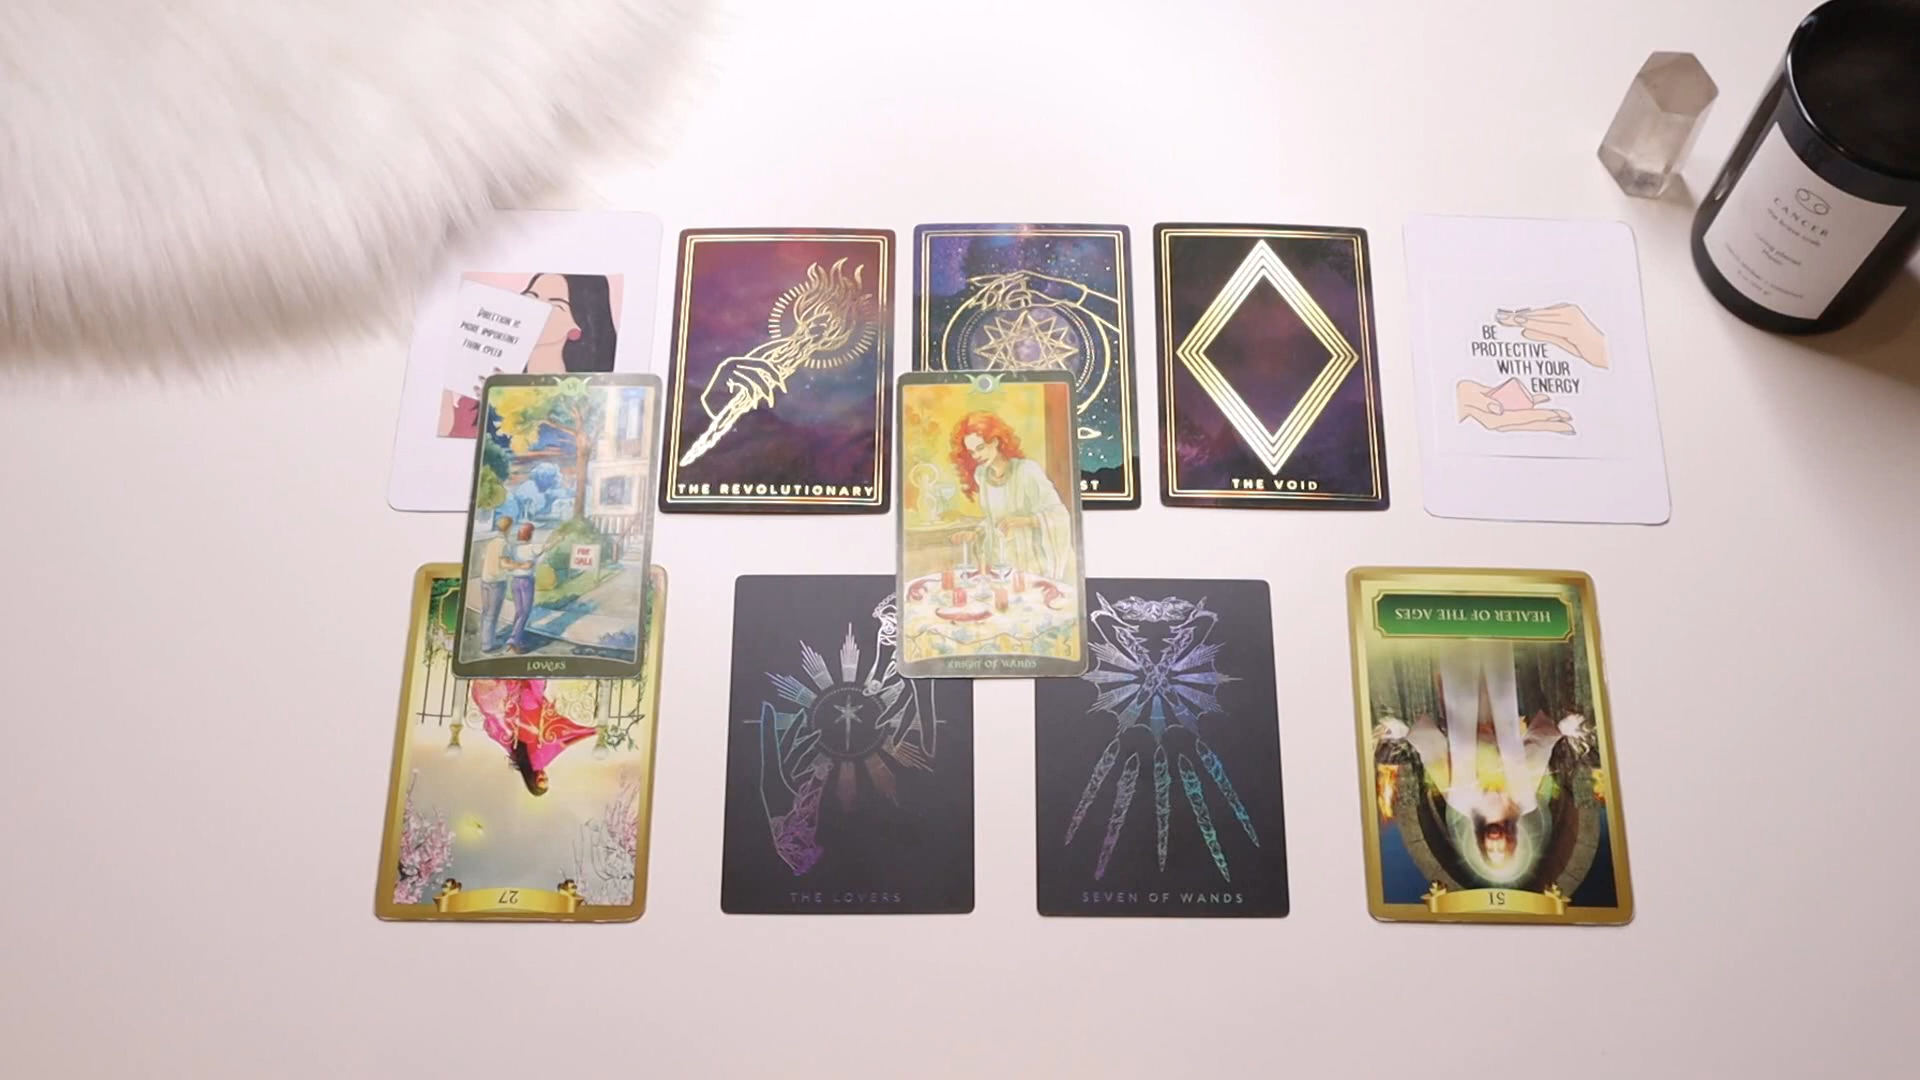 DIRECTION IS
MORE IMPORTANT
THAN SPEED
THE REVOLUTIONARY
ST
THE VOID
BE
PROTECTIVE
WITH YOUR
ENERGY
CANCER
LOVERS
FOR
SALE
KNIGHT OF WANDS
27
THE LOVERS
SEVEN OF WANDS
HEALER OF THE AGES
51